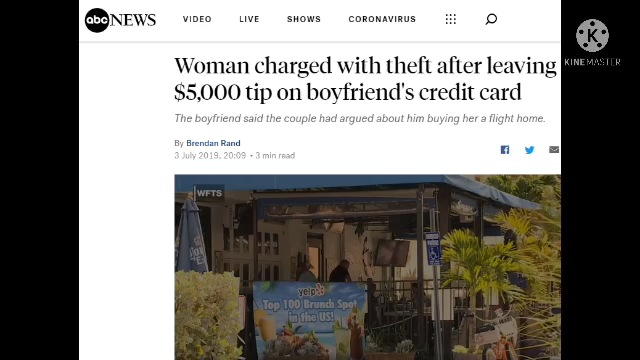 abc NEWS VIDEO LIVE SHOWS CORONAVIRUS
K
KINEMASTER
Woman charged with theft after leaving
$5,000 tip on boyfriend's credit card
The boyfriend said the couple had argued about him buying her a flight home.
By Brendan Rand
3 July 2019, 20:09 • 3 min read
WFTS
yelp
Top 100 Brunch Spot
in the US!